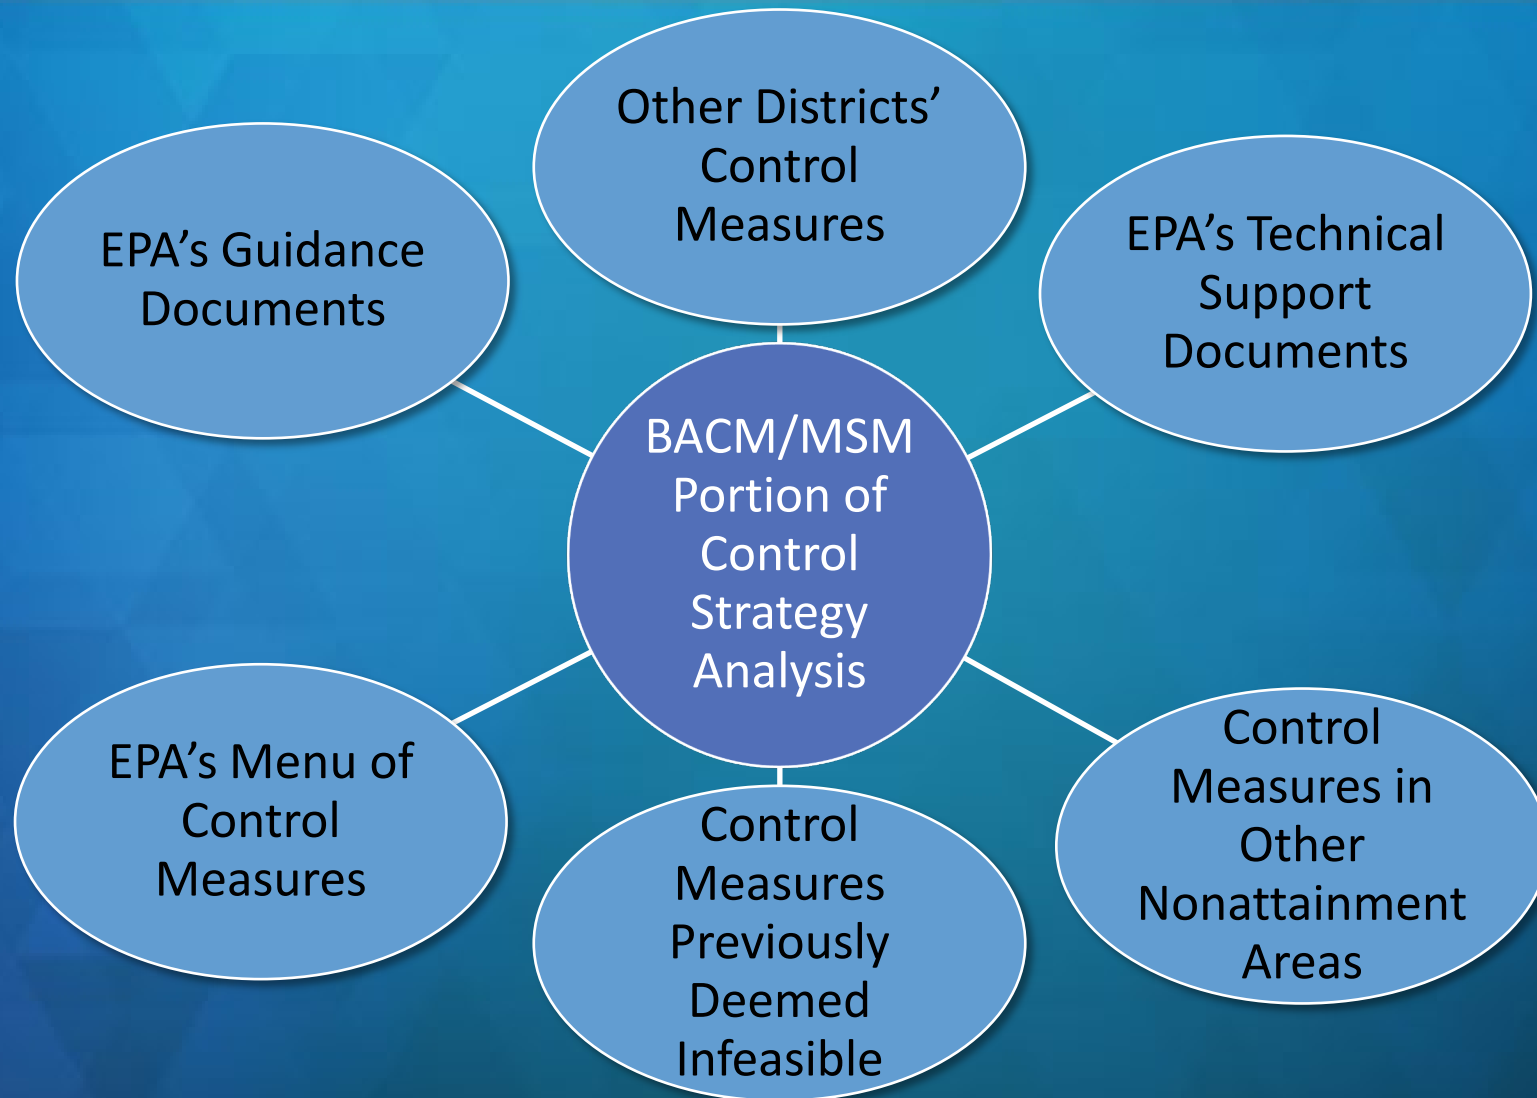 Other Districts’
Control
Measures
EPA’s Guidance
Documents
EPA’s Technical
Support
Documents
BACM/MSM
Portion of
Control
Strategy
Analysis
EPA’s Menu of
Control
Measures
Control
Measures
Previously
Deemed
Infeasible
Control
Measures in
Other
Nonattainment
Areas